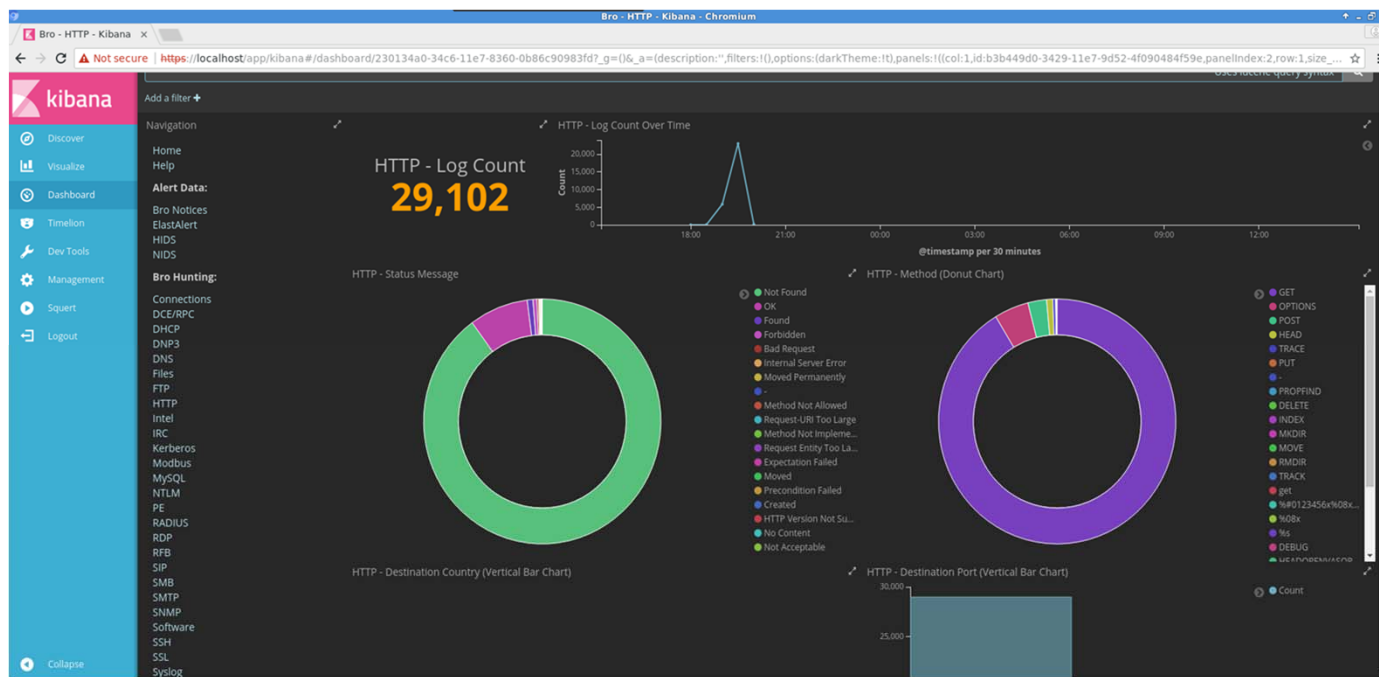 Bro - HTTP - Kibana - Chromium
Bro - HTTP - Kibana
Not secure | https://localhost/app/kibana#/dashboard/230134a0-34c6-11e7-8360-0b86c90983fd?_g=()&_a=(description:'',filters:!(),options:(darkTheme:!t),panels:!((col:1,id:b3b449d0-3429-11e7-9d52-4f090484f59e,panelIndex:2,row:1,size_...
kibana
Discover
Visualize
Dashboard
Timelion
Dev Tools
Management
Squert
Logout
Collapse
Uses lucene query syntax
Add a filter +
Navigation
Home
Help
Alert Data:
Bro Notices
ElastAlert
HIDS
NIDS
Bro Hunting:
Connections
DCE/RPC
DHCP
DNP3
DNS
Files
FTP
HTTP
Intel
IRC
Kerberos
Modbus
MySQL
NTLM
PE
RADIUS
RDP
RFB
SIP
SMB
SMTP
SNMP
Software
SSH
SSL
Syslog
HTTP - Log Count
29,102
HTTP - Log Count Over Time
Count
20,000
15,000
10,000
5,000
0
18:00 21:00 00:00 03:00 06:00 09:00 12:00
@timestamp per 30 minutes
HTTP - Status Message
Not Found
OK
Found
Forbidden
Bad Request
Internal Server Error
Moved Permanently
-
Method Not Allowed
Request-URI Too Large
Method Not Impleme...
Request Entity Too La...
Expectation Failed
Moved
Precondition Failed
Created
HTTP Version Not Su...
No Content
Not Acceptable
HTTP - Method (Donut Chart)
GET
OPTIONS
POST
HEAD
TRACE
PUT
-
PROPFIND
DELETE
INDEX
MKDIR
MOVE
RMDIR
TRACK
get
%#0123456x%08x...
%08x
%s
DEBUG
HTTP - Destination Country (Vertical Bar Chart)
HTTP - Destination Port (Vertical Bar Chart)
30,000
25,000
Count